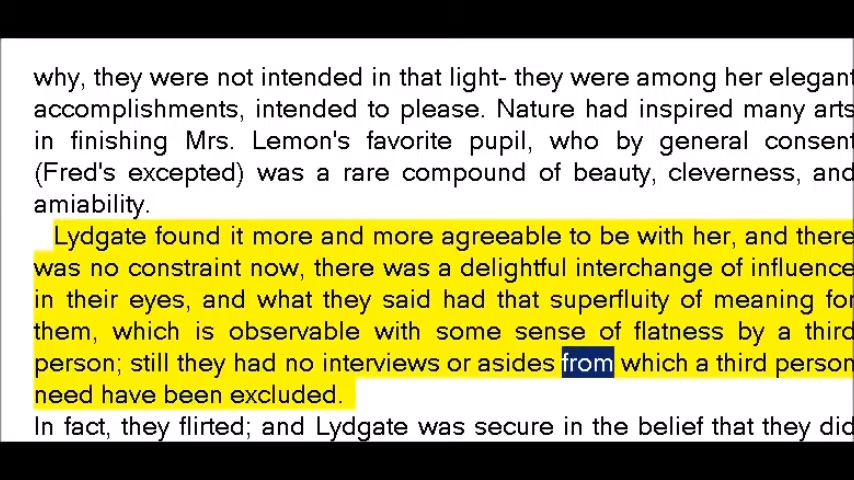 why, they were not intended in that light- they were among her elegant
accomplishments, intended to please. Nature had inspired many arts
in finishing Mrs. Lemon's favorite pupil, who by general consent
(Fred's excepted) was a rare compound of beauty, cleverness, and
amiability.
Lydgate found it more and more agreeable to be with her, and there
was no constraint now, there was a delightful interchange of influence
in their eyes, and what they said had that superfluity of meaning for
them, which is observable with some sense of flatness by a third
person; still they had no interviews or asides from which a third person
need have been excluded.
In fact, they flirted; and Lydgate was secure in the belief that they did